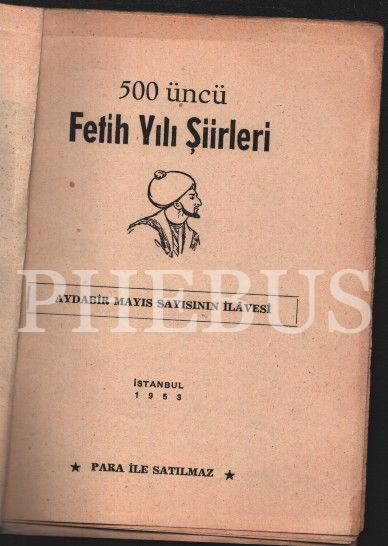 500 üncü
Fetih Yılı Şiirleri
PHEBUS
AYDABİR MAYIS SAYISININ İLÂVESİ
İSTANBUL
1953
★ PARA İLE SATILMAZ ★